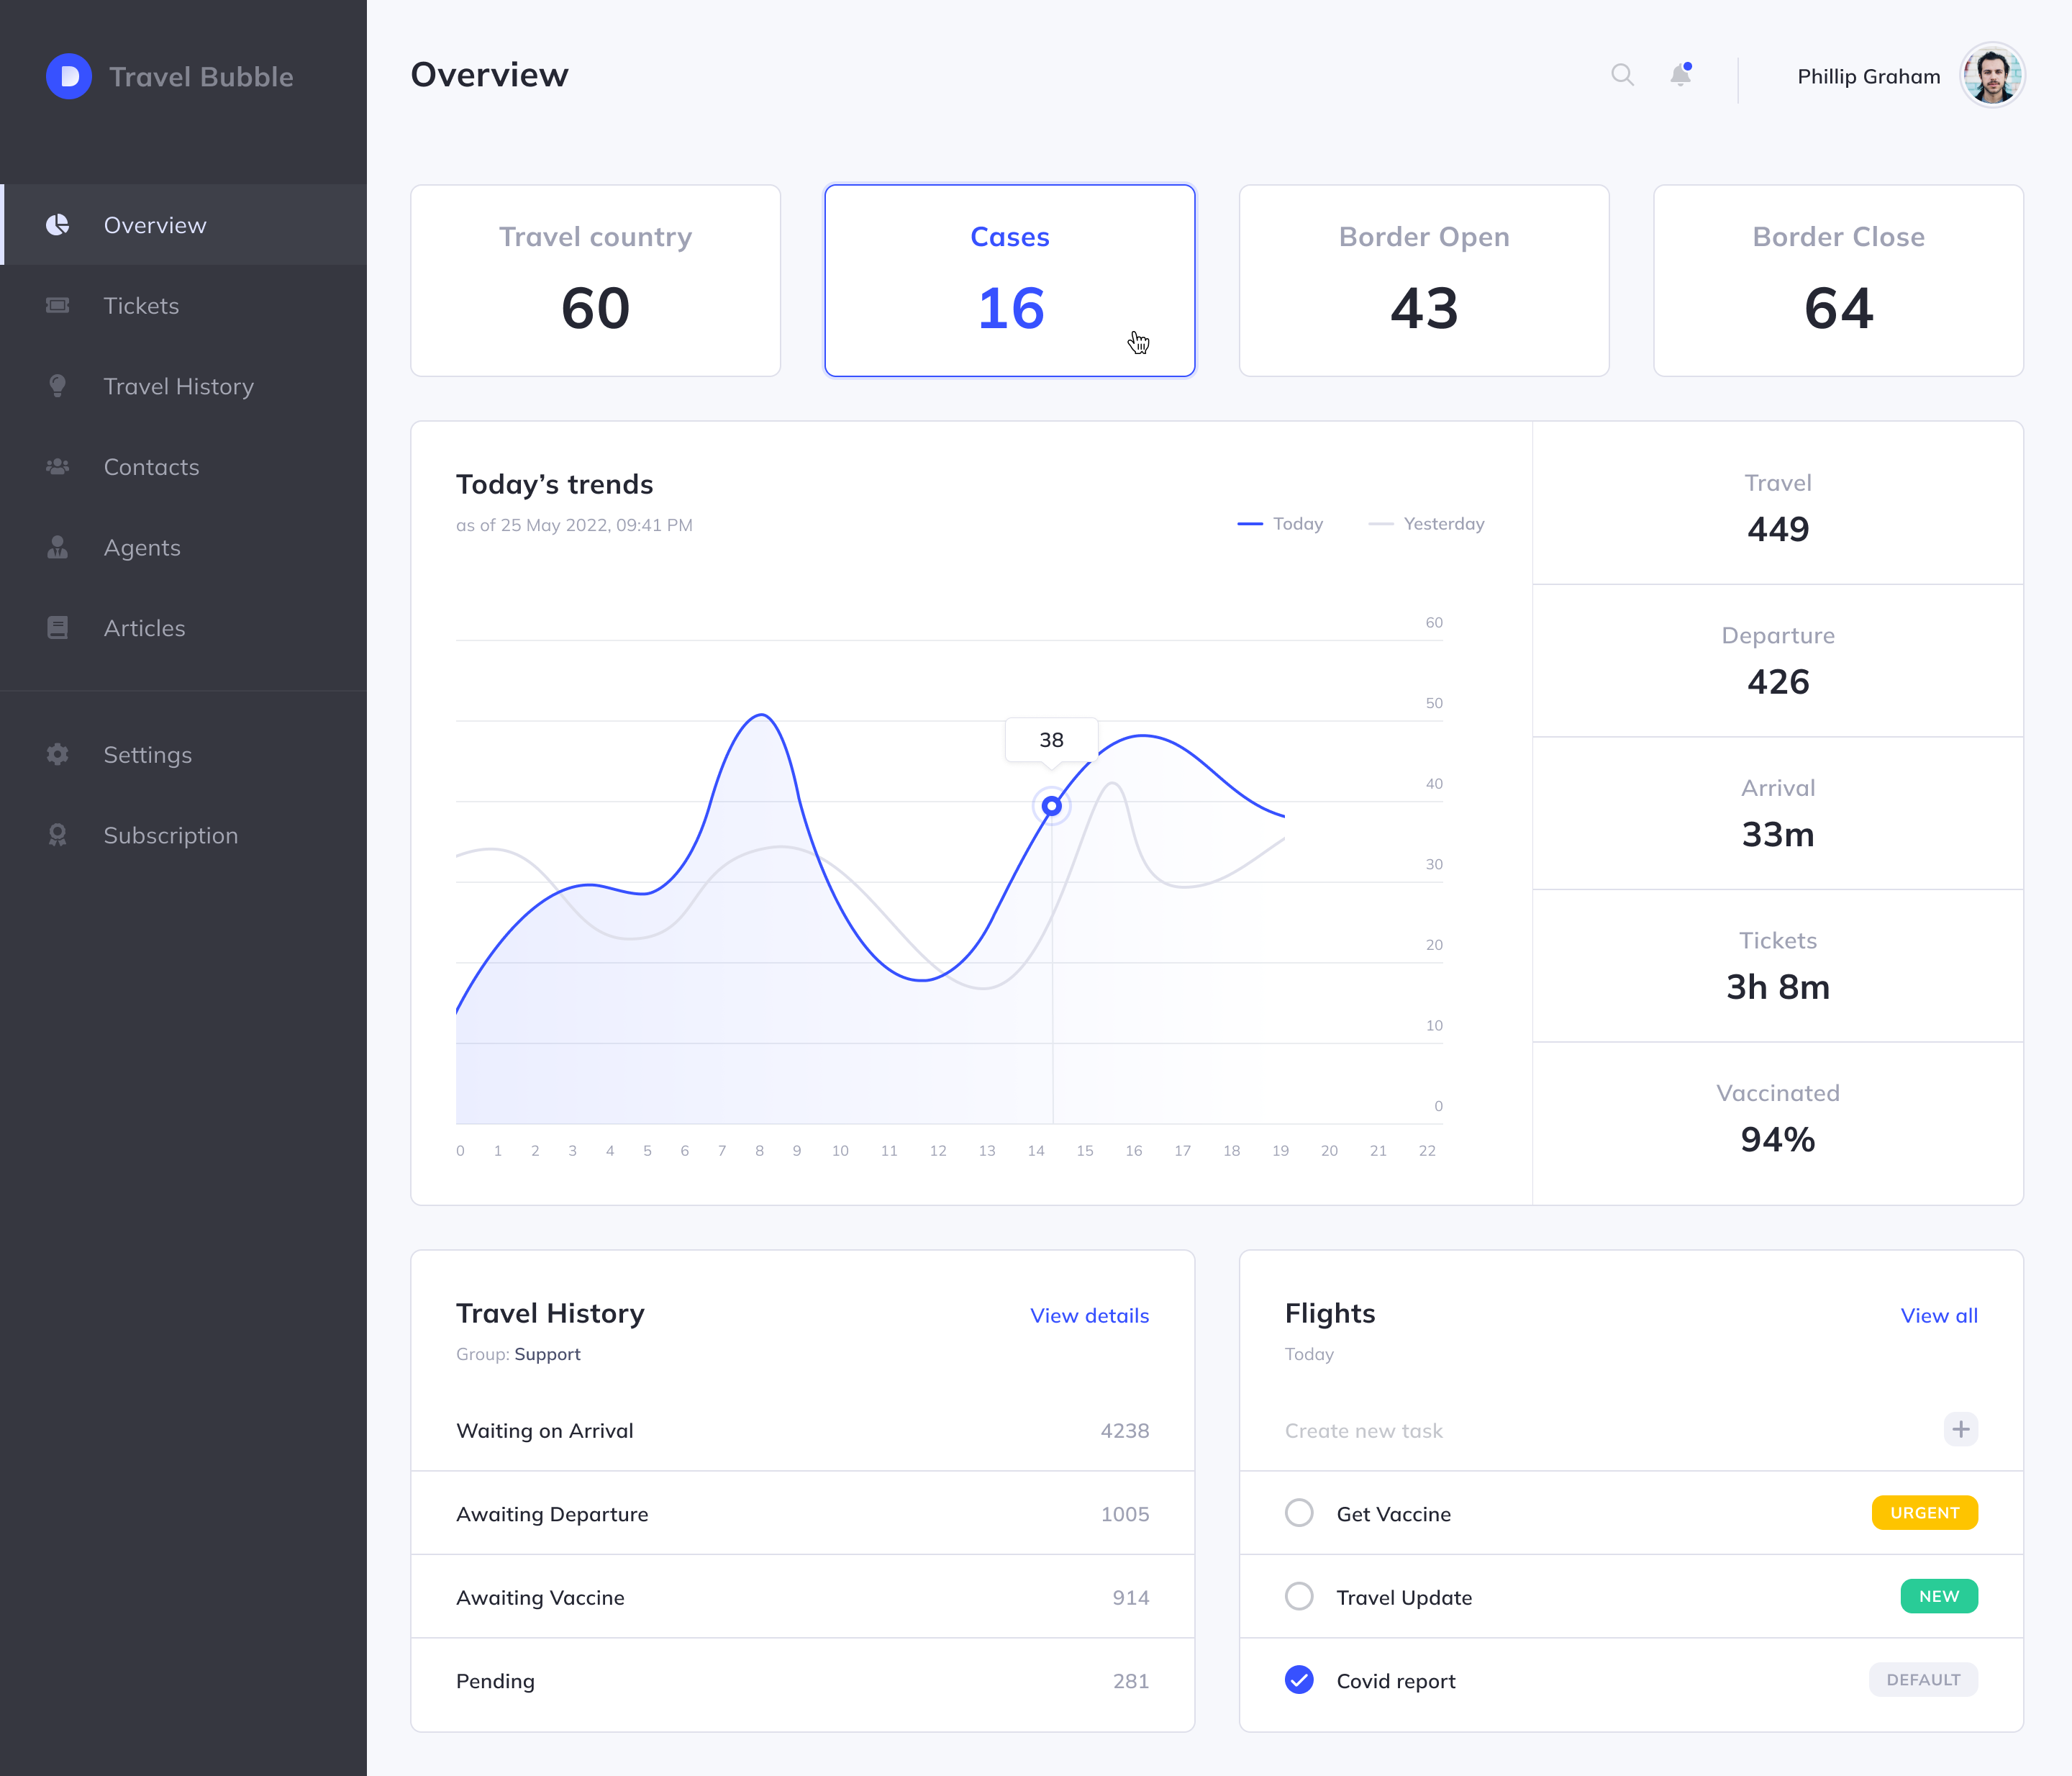 D Travel Bubble
Overview
Tickets
Travel History
Contacts
Agents
Articles
Settings
Subscription
Overview
Phillip Graham
Travel country
60
Cases
16
Border Open
43
Border Close
64
Today’s trends
as of 25 May 2022, 09:41 PM
Today
Yesterday
60
50
40
30
20
10
0
38
0 1 2 3 4 5 6 7 8 9 10 11 12 13 14 15 16 17 18 19 20 21 22
Travel
449
Departure
426
Arrival
33m
Tickets
3h 8m
Vaccinated
94%
Travel History
View details
Group: Support
Waiting on Arrival 4238
Awaiting Departure 1005
Awaiting Vaccine 914
Pending 281
Flights
View all
Today
Create new task
Get Vaccine URGENT
Travel Update NEW
Covid report DEFAULT